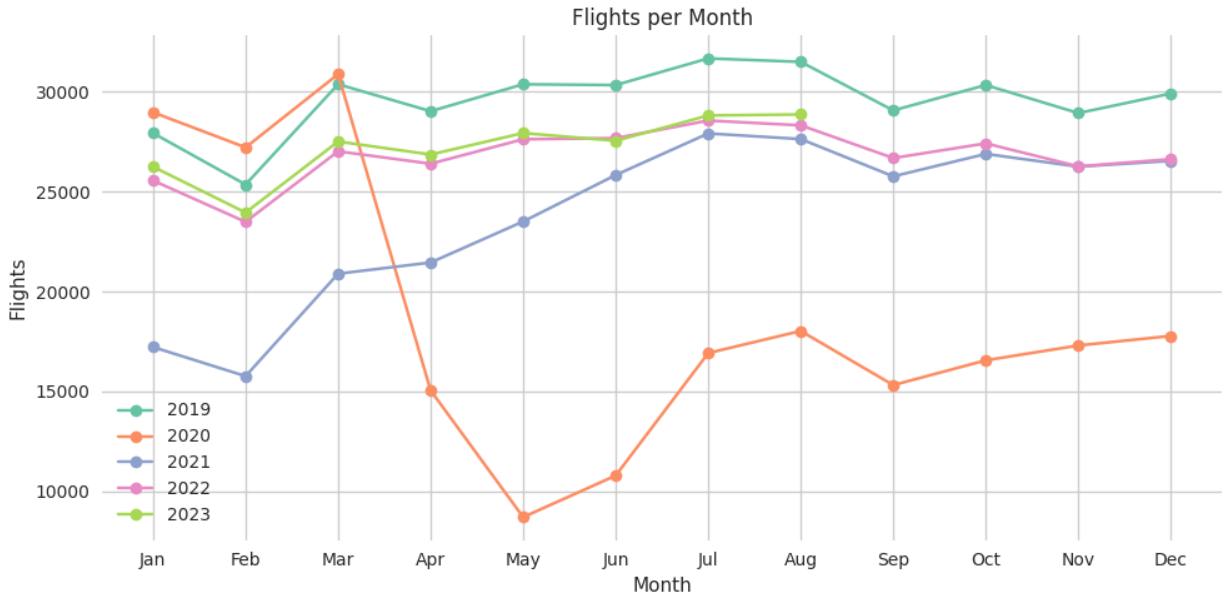 Flights per Month
Flights
30000
25000
20000
15000
10000
2019
2020
2021
2022
2023
Jan Feb Mar Apr May Jun Jul Aug Sep Oct Nov Dec
Month